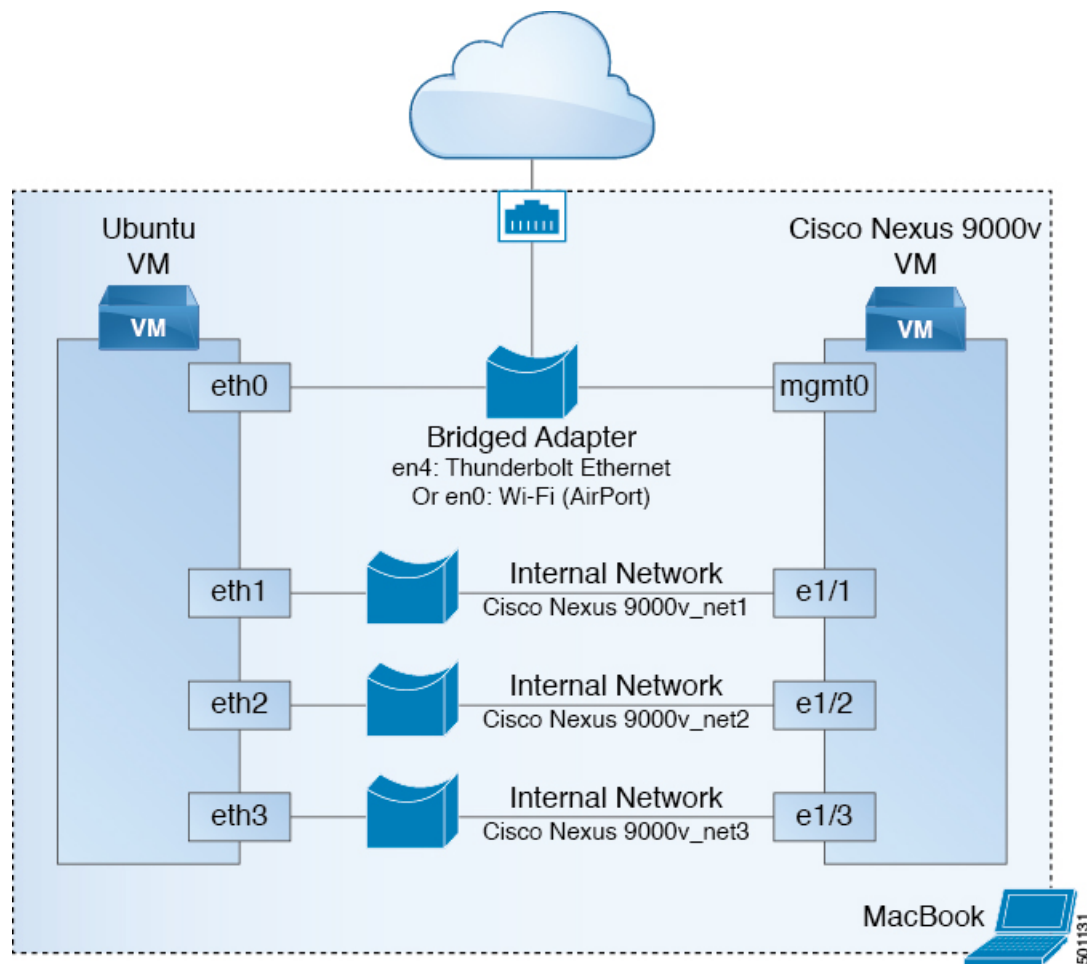 Ubuntu
VM
VM
Cisco Nexus 9000v
VM
VM
eth0
mgmt0
Bridged Adapter
en4: Thunderbolt Ethernet
Or en0: Wi-Fi (AirPort)
eth1
Internal Network
Cisco Nexus 9000v_net1
e1/1
eth2
Internal Network
Cisco Nexus 9000v_net2
e1/2
eth3
Internal Network
Cisco Nexus 9000v_net3
e1/3
MacBook
501131